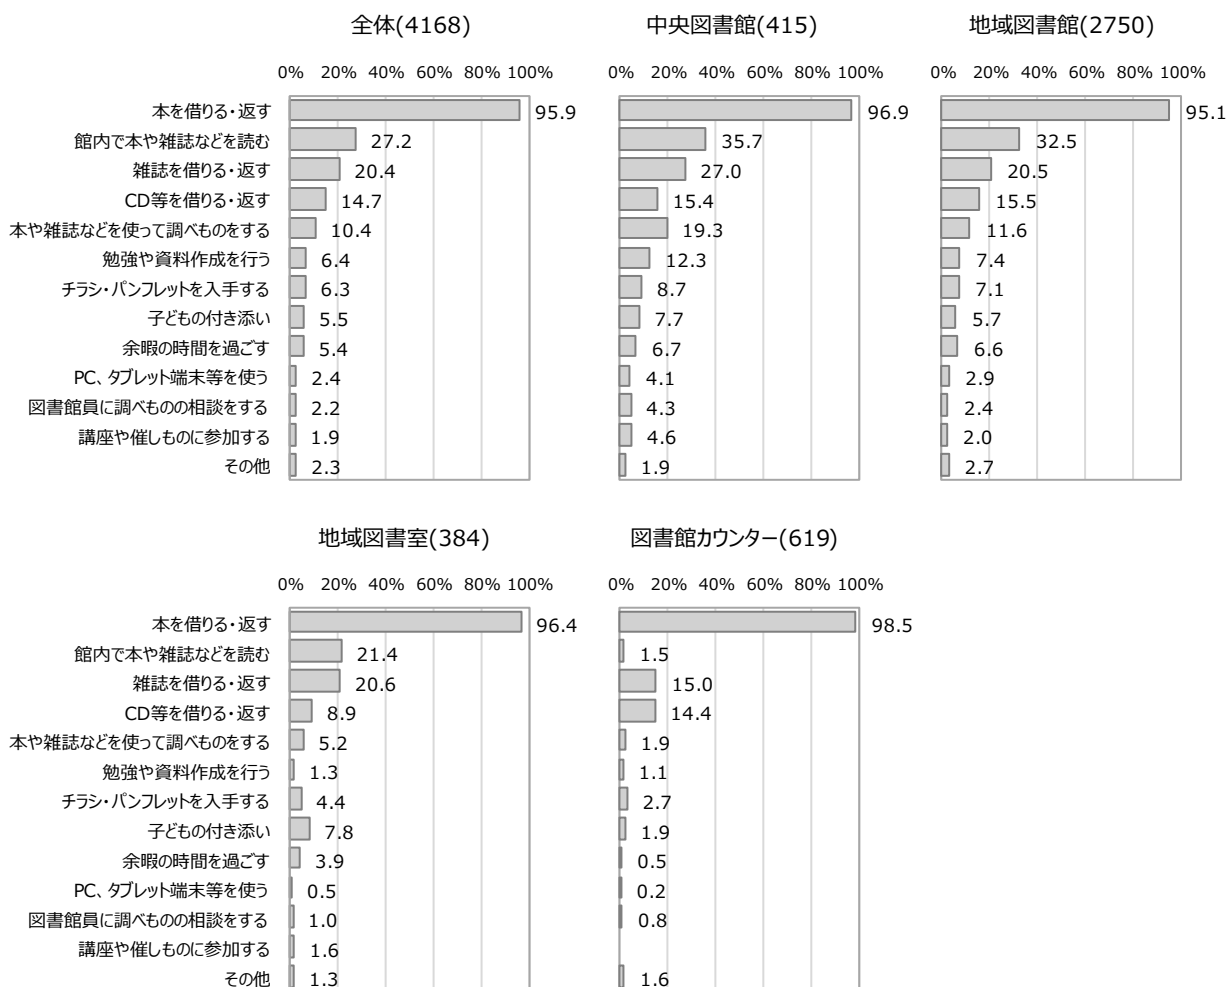 全体(4168) 中央図書館(415) 地域図書館(2750)
0% 20% 40% 60% 80% 100% 0% 20% 40% 60% 80% 100% 0% 20% 40% 60% 80% 100%
本を借りる・返す 95.9 96.9 95.1
館内で本や雑誌などを読む 27.2 35.7 32.5
雑誌を借りる・返す 20.4 27.0 20.5
CD等を借りる・返す 14.7 15.4 15.5
本や雑誌などを使って調べものをする 10.4 19.3 11.6
勉強や資料作成を行う 6.4 12.3 7.4
チラシ・パンフレットを入手する 6.3 8.7 7.1
子どもの付き添い 5.5 7.7 5.7
余暇の時間を過ごす 5.4 6.7 6.6
PC、タブレット端末等を使う 2.4 4.1 2.9
図書館員に調べものの相談をする 2.2 4.3 2.4
講座や催しものに参加する 1.9 4.6 2.0
その他 2.3 1.9 2.7
地域図書室(384) 図書館カウンター(619)
0% 20% 40% 60% 80% 100% 0% 20% 40% 60% 80% 100%
本を借りる・返す 96.4 98.5
館内で本や雑誌などを読む 21.4 1.5
雑誌を借りる・返す 20.6 15.0
CD等を借りる・返す 8.9 14.4
本や雑誌などを使って調べものをする 5.2 1.9
勉強や資料作成を行う 1.3 1.1
チラシ・パンフレットを入手する 4.4 2.7
子どもの付き添い 7.8 1.9
余暇の時間を過ごす 3.9 0.5
PC、タブレット端末等を使う 0.5 0.2
図書館員に調べものの相談をする 1.0 0.8
講座や催しものに参加する 1.6
その他 1.3 1.6